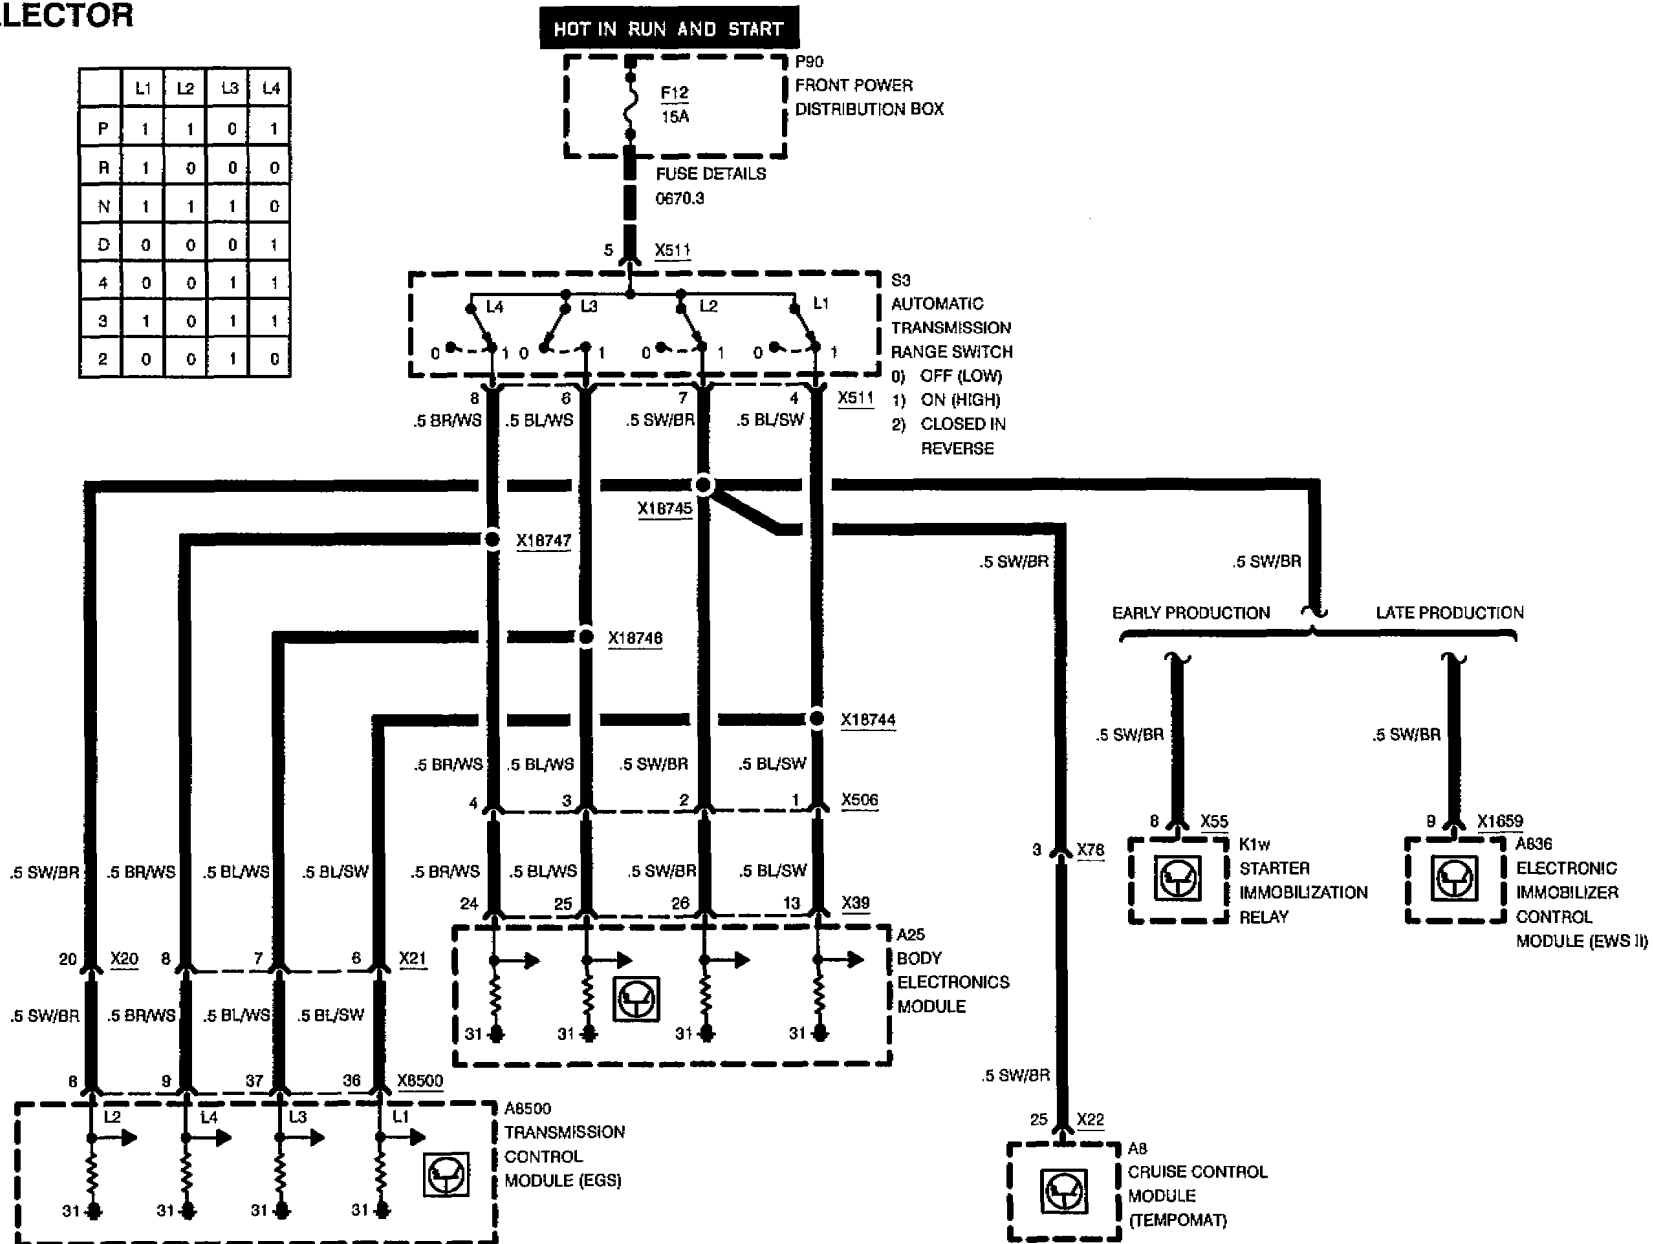 ELECTOR
HOT IN RUN AND START
L1 L2 L3 L4
P 1 1 0 1
R 1 0 0 0
N 1 1 1 0
D 0 0 0 1
4 0 0 1 1
3 1 0 1 1
2 0 0 1 0
F12
15A
P90
FRONT POWER
DISTRIBUTION BOX
FUSE DETAILS
0670.3
5 X511
L4 L3 L2 L1
0 1 0 1 0 1 0 1
S3
AUTOMATIC
TRANSMISSION
RANGE SWITCH
0) OFF (LOW)
1) ON (HIGH)
2) CLOSED IN
REVERSE
8 6 7 4 X511
.5 BR/WS .5 BL/WS .5 SW/BR .5 BL/SW
X18745
X18747
.5 SW/BR .5 SW/BR
EARLY PRODUCTION LATE PRODUCTION
X18746
X18744
.5 SW/BR .5 SW/BR
.5 BR/WS .5 BL/WS .5 SW/BR .5 BL/SW
4 3 2 1 X506
8 X55 9 X1659
K1w
STARTER
IMMOBILIZATION
RELAY
A836
ELECTRONIC
IMMOBILIZER
CONTROL
MODULE (EWS II)
3 X78
.5 SW/BR .5 BR/WS .5 BL/WS .5 BL/SW .5 BR/WS .5 BL/WS .5 SW/BR .5 BL/SW
24 25 26 13 X39
A25
BODY
ELECTRONICS
MODULE
20 X20 8 7 6 X21
.5 SW/BR .5 BR/WS .5 BL/WS .5 BL/SW
31 31 31 31
.5 SW/BR
8 9 37 36 X8500
25 X22
L2 L4 L3 L1
A8500
TRANSMISSION
CONTROL
MODULE (EGS)
31 31 31 31
A8
CRUISE CONTROL
MODULE
(TEMPOMAT)